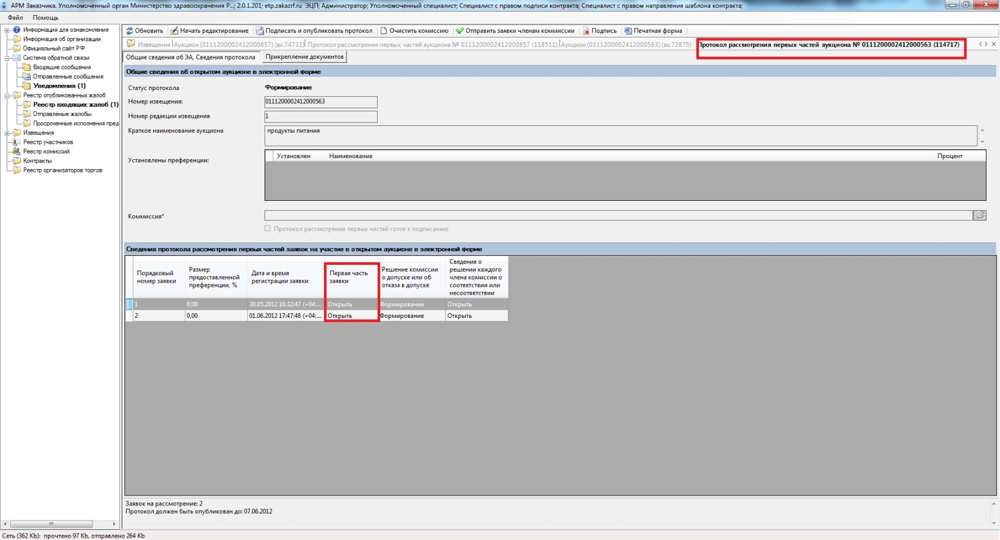 АРМ Заказчика. Уполномоченный орган Министерство здравоохранения Р...; 2.0.1.201; etp.zakazrf.ru ЭЦП; Администратор; Уполномоченный специалист; Специалист с правом подписи контракта; Специалист с правом направления шаблона контракта;
Файл Помощь
Информация для ознакомления
Информация об организации
Официальный сайт РФ
Система обратной связи
Входящие сообщения
Отправленные сообщения
Уведомления (1)
Реестр опубликованных жалоб
Реестр входящих жалоб (1)
Отправленые жалобы
Просроченные исполнения пред
Извещения
Реестр участников
Реестр комиссий
Контракты
Реестр организаторов торгов
Обновить Начать редактирование Подписать и опубликовать протокол Очистить комиссию Отправить заявки членам коммиссии Подпись Печатная форма
Извещения Аукцион (0111200002412000857) (вх.74731) Протокол рассмотрения первых частей аукциона № 0111200002412000857 (118511) Аукцион (0111200002412000563) (вх.72875) Протокол рассмотрения первых частей аукциона № 0111200002412000563 (114717)
Общие сведения об ЭА, Сведения протокола Прикрепление документов
Общие сведения об открытом аукционе в электронной форме
Статус протокола Формирование
Номер извещения: 0111200002412000563
Номер редакции извещения 1
Краткое наименование аукциона продукты питания
Установлены преференции: Установлен Наименование Процент
Коммиссия*
Протокол рассмотрения первых частей готов к подписанию
Сведения протокола рассмотрения первых частей заявок на участие в открытом аукционе в электронной форме
Порядковый номер заявки Размер предоставленной преференции, % Дата и время регистрации заявки Первая часть заявки Решение комиссии о допуске или об отказа в допуске Сведения о решении каждого члена комиссии о соответствии или несоответствии
1 0,00 30.05.2012 16:32:47 (+04:... Открыть Формирование Открыть
2 0,00 01.06.2012 17:47:48 (+04:... Открыть Формирование Открыть
Заявок на рассмотрение: 2
Протокол должен быть опубликован до: 07.06.2012
Сеть (362 Kb): прочтено 97 Kb, отправлено 264 Kb